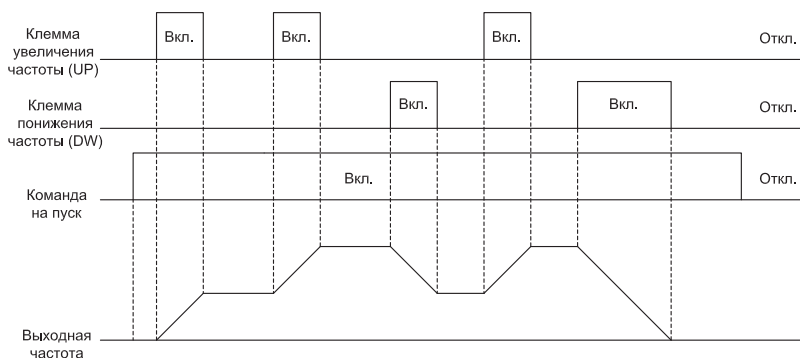 Клемма
увеличения
частоты (UP)
Вкл.
Вкл.
Вкл.
Откл.
Клемма
понижения
частоты (DW)
Вкл.
Вкл.
Откл.
Команда
на пуск
Вкл.
Откл.
Выходная
частота